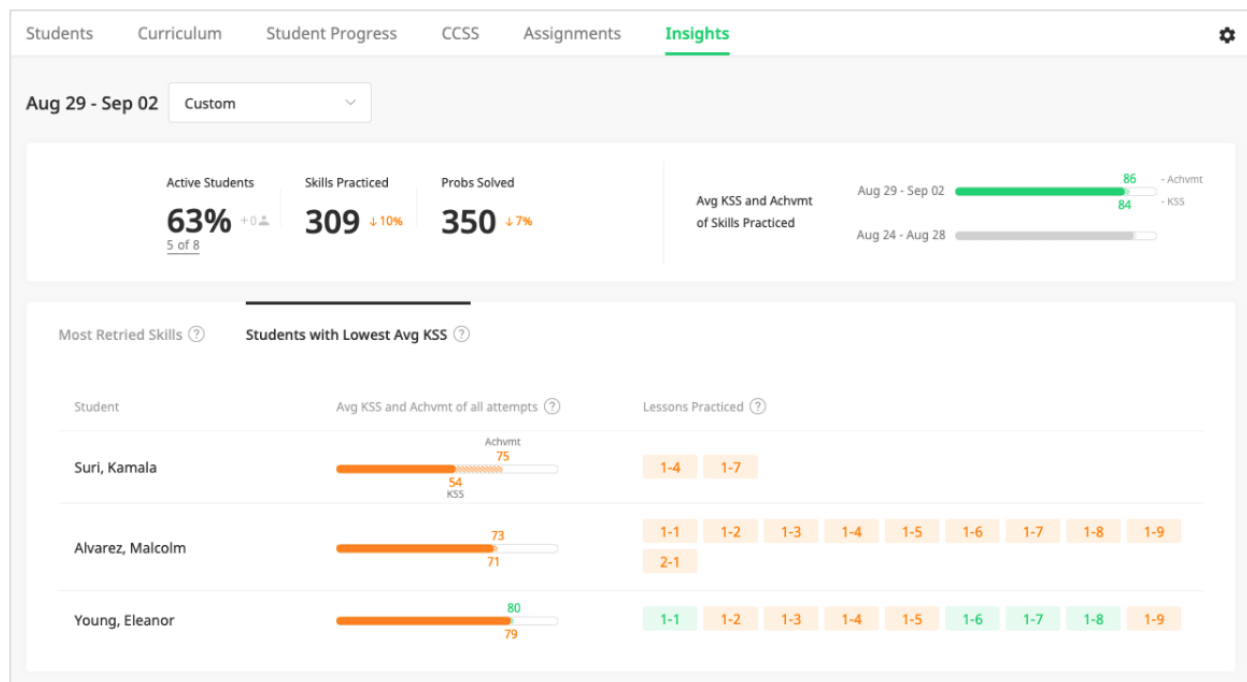 Students Curriculum Student Progress CCSS Assignments Insights
Aug 29 - Sep 02 Custom
Active Students Skills Practiced Probs Solved
63% +0 309 ↓10% 350 ↓7%
5 of 8
Avg KSS and Achvmt
of Skills Practiced
Aug 29 - Sep 02 86 - Achvmt
84 - KSS
Aug 24 - Aug 28
Most Retried Skills ? Students with Lowest Avg KSS ?
Student Avg KSS and Achvmt of all attempts ? Lessons Practiced ?
Achvmt
75
Suri, Kamala 1-4 1-7
54
KSS
73
Alvarez, Malcolm 1-1 1-2 1-3 1-4 1-5 1-6 1-7 1-8 1-9
71 2-1
80
Young, Eleanor 1-1 1-2 1-3 1-4 1-5 1-6 1-7 1-8 1-9
79